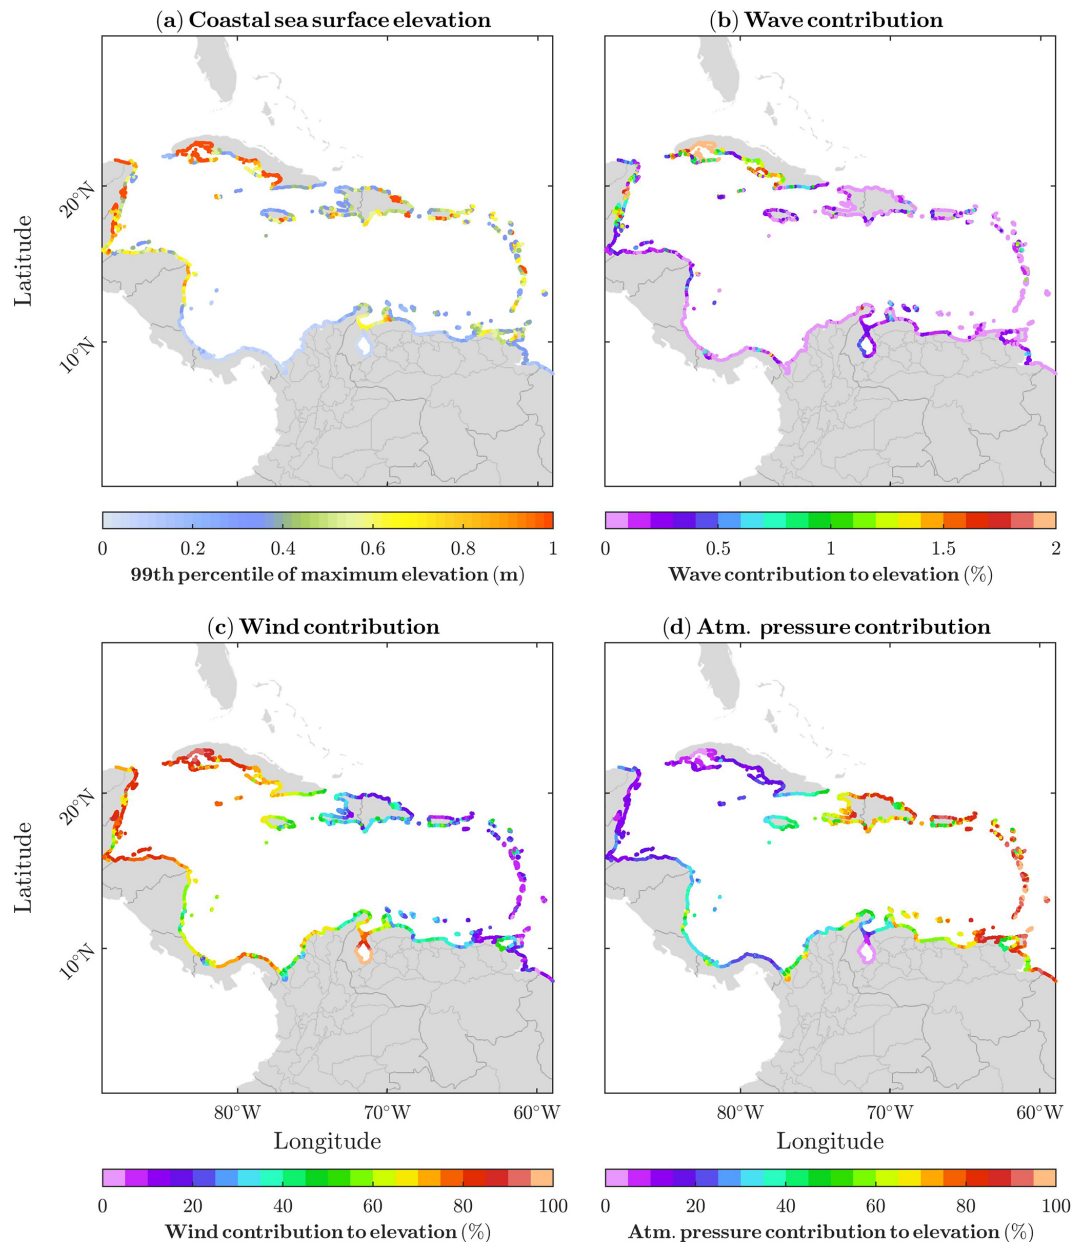 (a) Coastal sea surface elevation
(b) Wave contribution
20°N
10°N
Latitude
20°N
10°N
0 0.2 0.4 0.6 0.8 1
99th percentile of maximum elevation (m)
0 0.5 1 1.5 2
Wave contribution to elevation (%)
(c) Wind contribution
(d) Atm. pressure contribution
20°N
10°N
Latitude
80°W 70°W 60°W
Longitude
20°N
10°N
80°W 70°W 60°W
Longitude
0 20 40 60 80 100
Wind contribution to elevation (%)
0 20 40 60 80 100
Atm. pressure contribution to elevation (%)